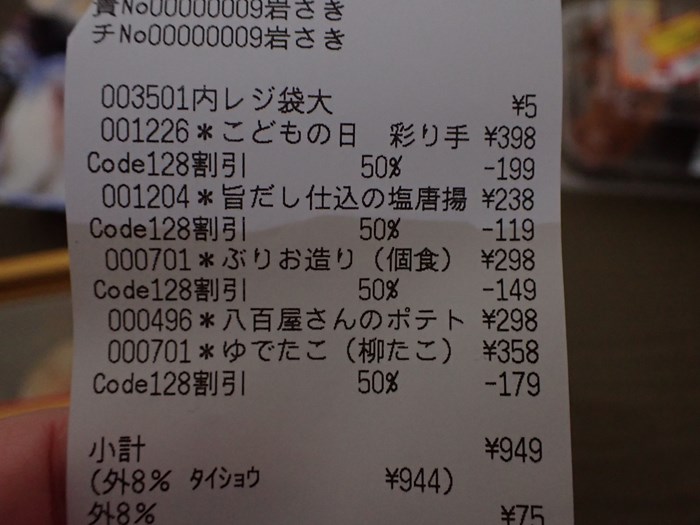 責No00000009岩さき
チNo00000009岩さき
003501内レジ袋大 ¥5
001226*こどもの日 彩り手 ¥398
Code128割引 50% -199
001204*旨だし仕込の塩唐揚 ¥238
Code128割引 50% -119
000701*ぶりお造り(個食) ¥298
Code128割引 50% -149
000496*八百屋さんのポテト ¥298
000701*ゆでたこ(柳たこ) ¥358
Code128割引 50% -179
小計 ¥949
(外8% タイショウ ¥944)
外8% ¥75